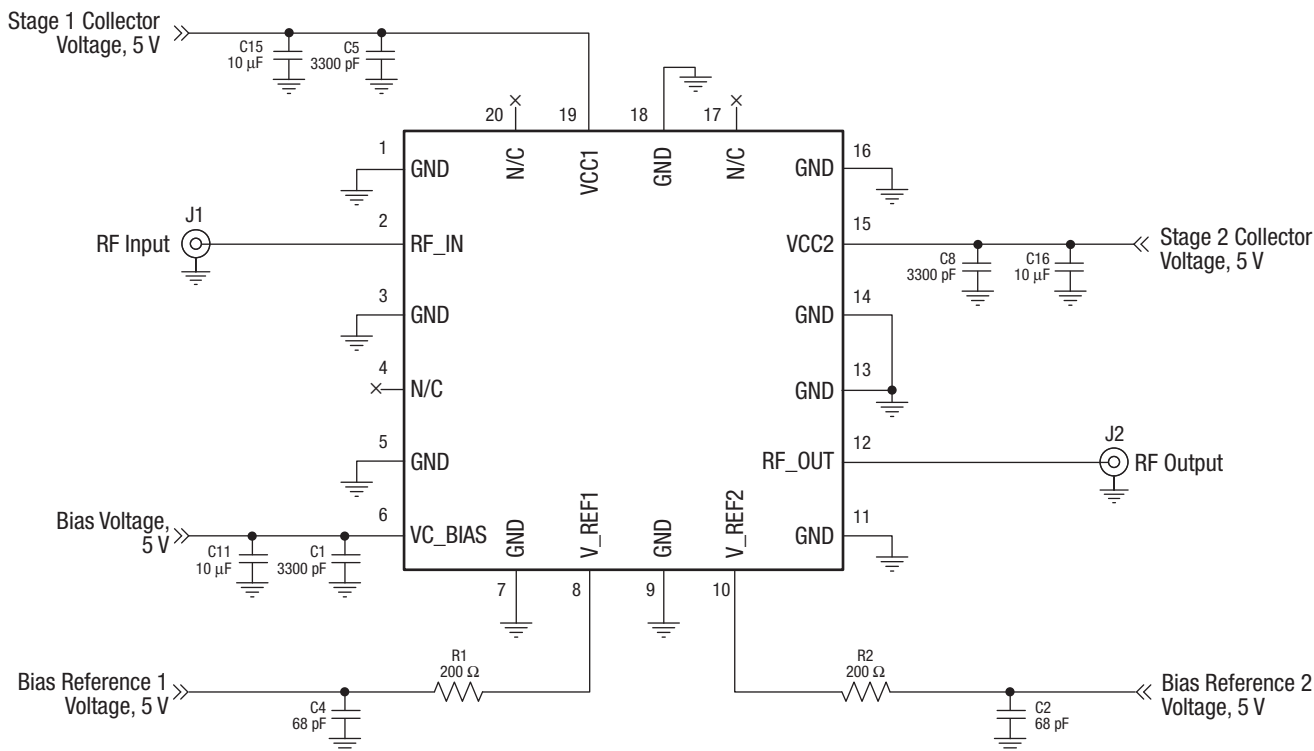 Stage 1 Collector
Voltage, 5 V
C15
10 μF
C5
3300 pF
20
19
18
17
N/C
VCC1
GND
N/C
1
GND
16
GND
J1
RF Input
2
RF_IN
15
VCC2
Stage 2 Collector
Voltage, 5 V
C8
3300 pF
C16
10 μF
3
GND
14
GND
4
N/C
13
GND
5
GND
12
RF_OUT
J2
RF Output
Bias Voltage,
5 V
6
VC_BIAS
C11
10 μF
C1
3300 pF
GND
V_REF1
GND
V_REF2
11
GND
7
8
9
10
Bias Reference 1
Voltage, 5 V
R1
200 Ω
C4
68 pF
R2
200 Ω
C2
68 pF
Bias Reference 2
Voltage, 5 V